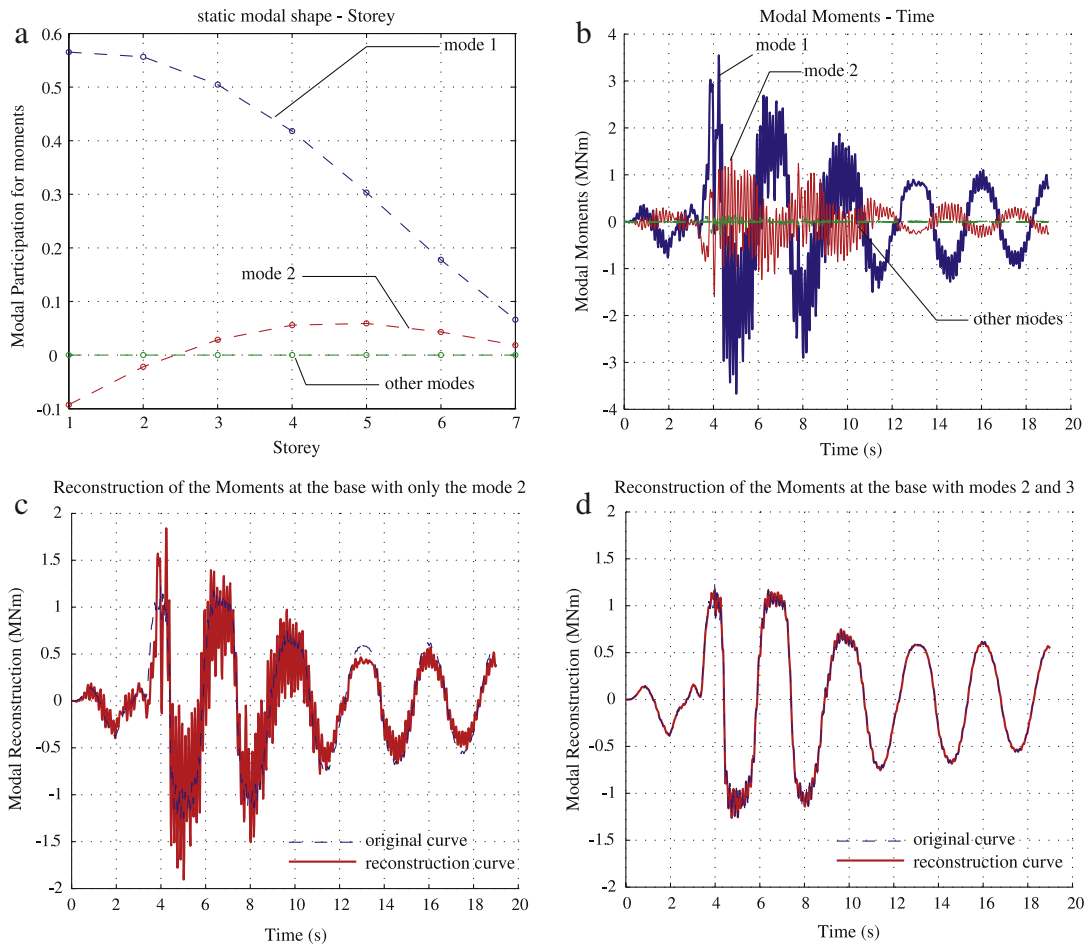 a
static modal shape - Storey
Modal Participation for moments
0.6
0.5
0.4
0.3
0.2
0.1
0
-0.1
mode 1
mode 2
other modes
1 2 3 4 5 6 7
Storey
b
Modal Moments - Time
Modal Moments (MNm)
4
3
2
1
0
-1
-2
-3
-4
mode 1
mode 2
other modes
0 2 4 6 8 10 12 14 16 18 20
Time (s)
Reconstruction of the Moments at the base with only the mode 2
c
Modal Reconstruction (MNm)
2
1.5
1
0.5
0
-0.5
-1
-1.5
-2
original curve
reconstruction curve
0 2 4 6 8 10 12 14 16 18 20
Time (s)
Reconstruction of the Moments at the base with modes 2 and 3
d
Modal Reconstruction (MNm)
2
1.5
1
0.5
0
-0.5
-1
-1.5
-2
original curve
reconstruction curve
0 2 4 6 8 10 12 14 16 18 20
Time (s)